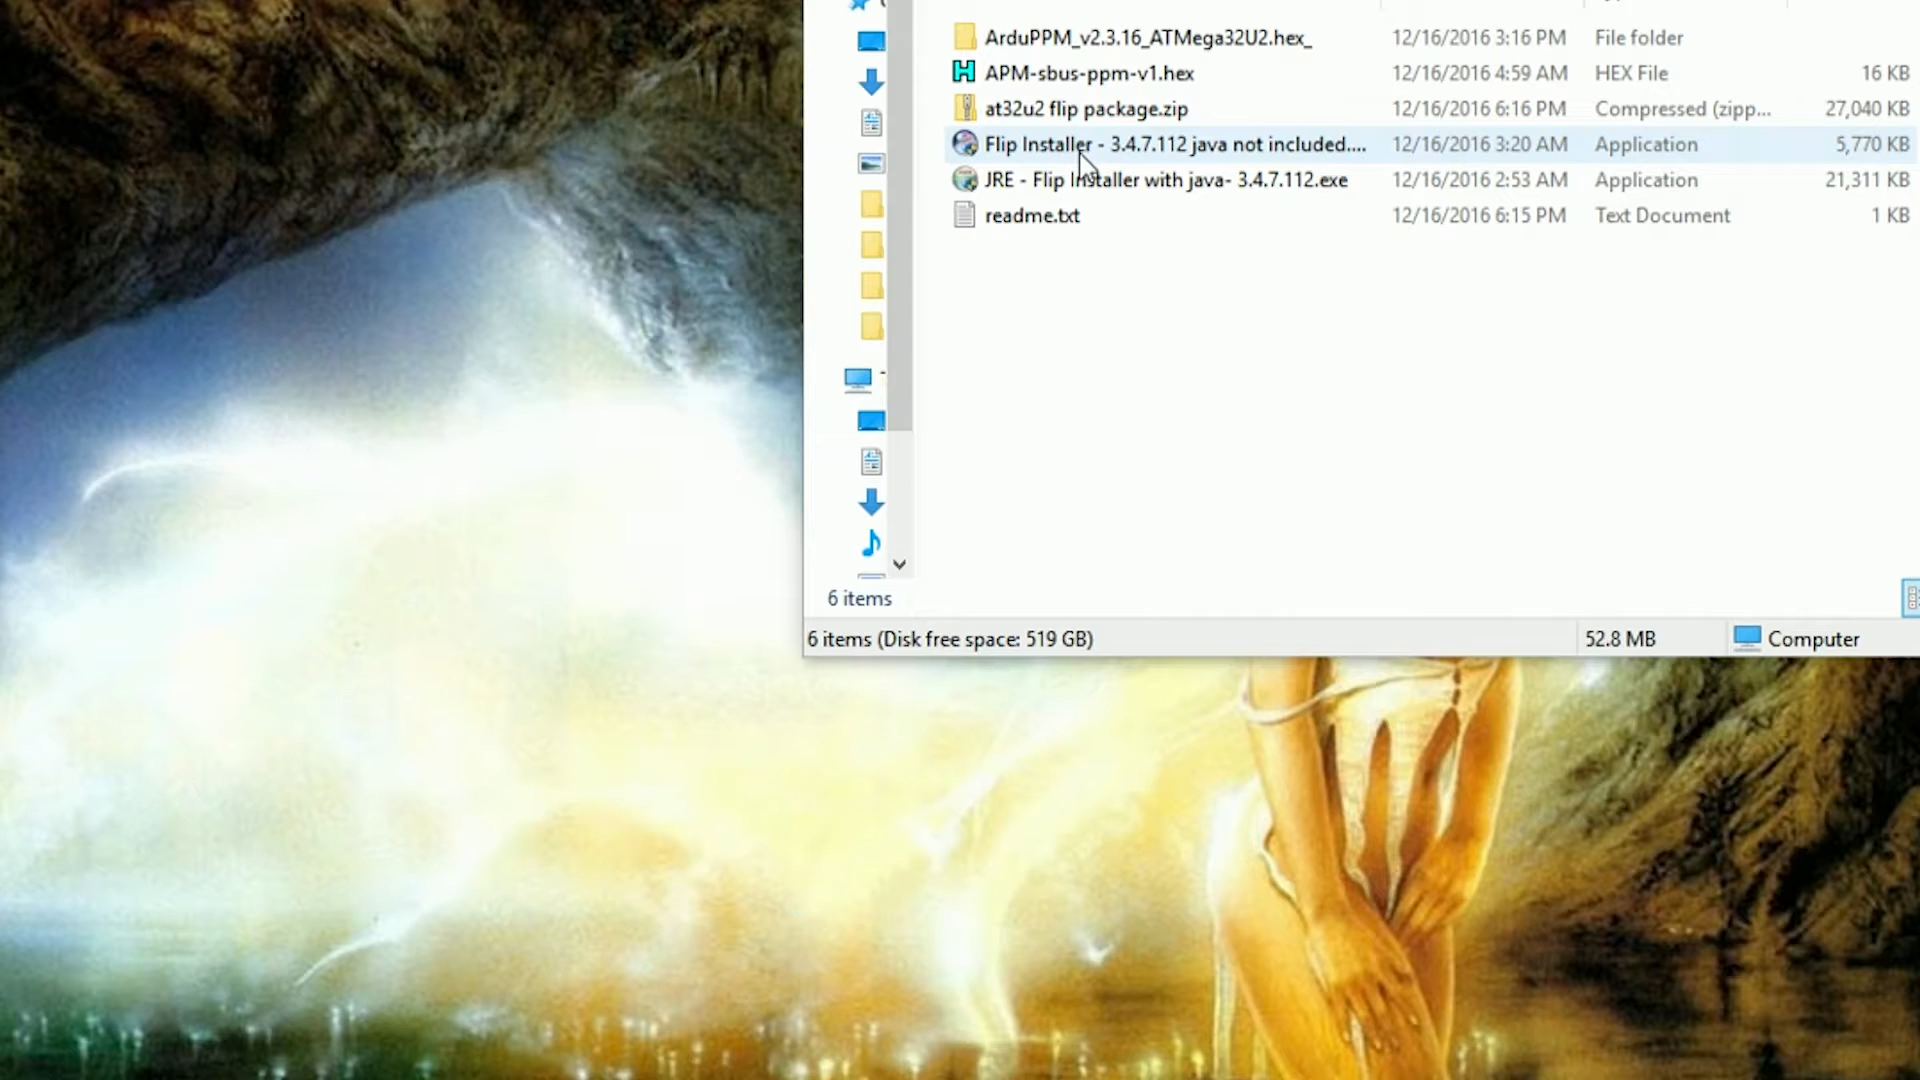 ArduPPM_v2.3.16_ATMega32U2.hex_ 12/16/2016 3:16 PM File folder
APM-sbus-ppm-v1.hex 12/16/2016 4:59 AM HEX File 16 KB
at32u2 flip package.zip 12/16/2016 6:16 PM Compressed (zipp... 27,040 KB
Flip Installer - 3.4.7.112 java not included.... 12/16/2016 3:20 AM Application 5,770 KB
JRE - Flip Installer with java- 3.4.7.112.exe 12/16/2016 2:53 AM Application 21,311 KB
readme.txt 12/16/2016 6:15 PM Text Document 1 KB
6 items
6 items (Disk free space: 519 GB) 52.8 MB Computer